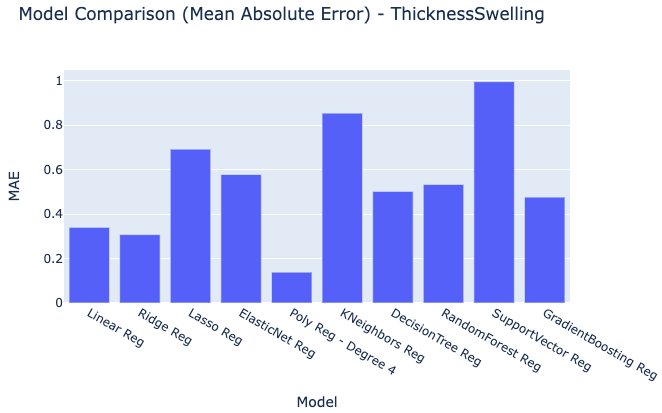 Model Comparison (Mean Absolute Error) - ThicknessSwelling
MAE
1
0.8
0.6
0.4
0.2
0
Linear Reg
Ridge Reg
Lasso Reg
ElasticNet Reg
Poly Reg - Degree 4
KNeighbors Reg
DecisionTree Reg
RandomForest Reg
SupportVector Reg
GradientBoosting Reg
Model